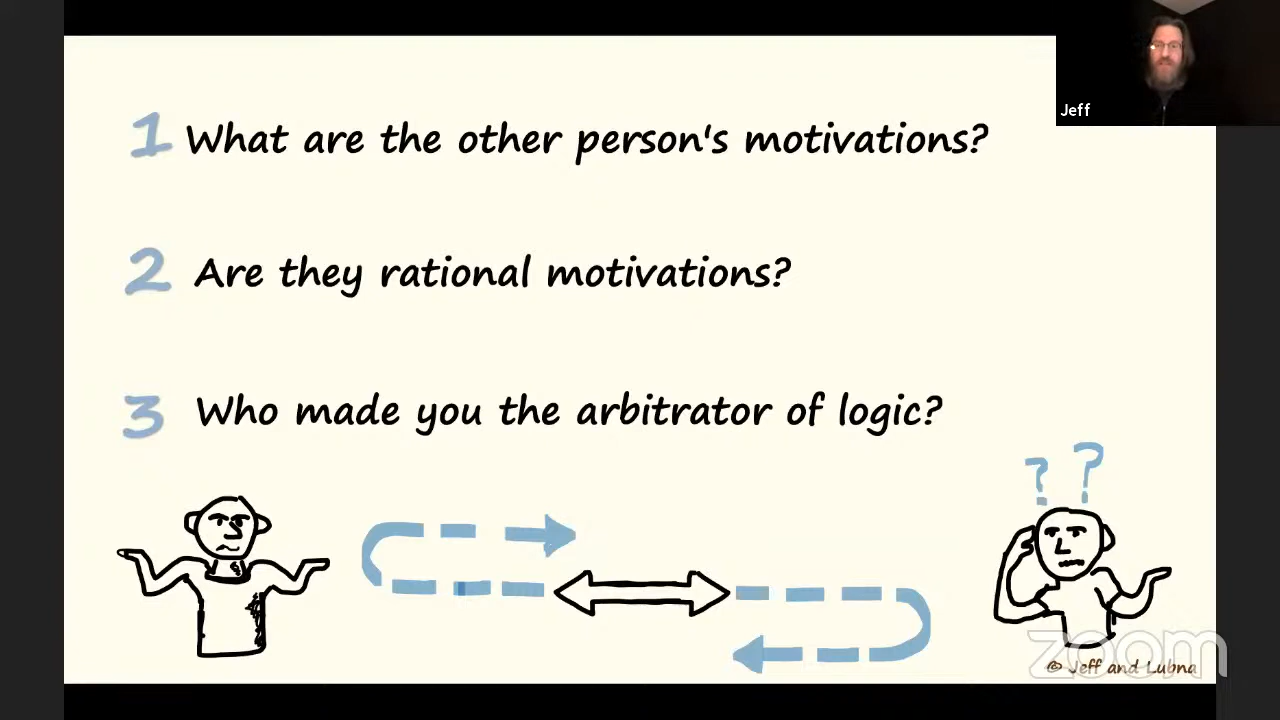 Jeff
1 What are the other person's motivations?
2 Are they rational motivations?
3 Who made you the arbitrator of logic?
? ?
zoom
© Jeff and Lubna